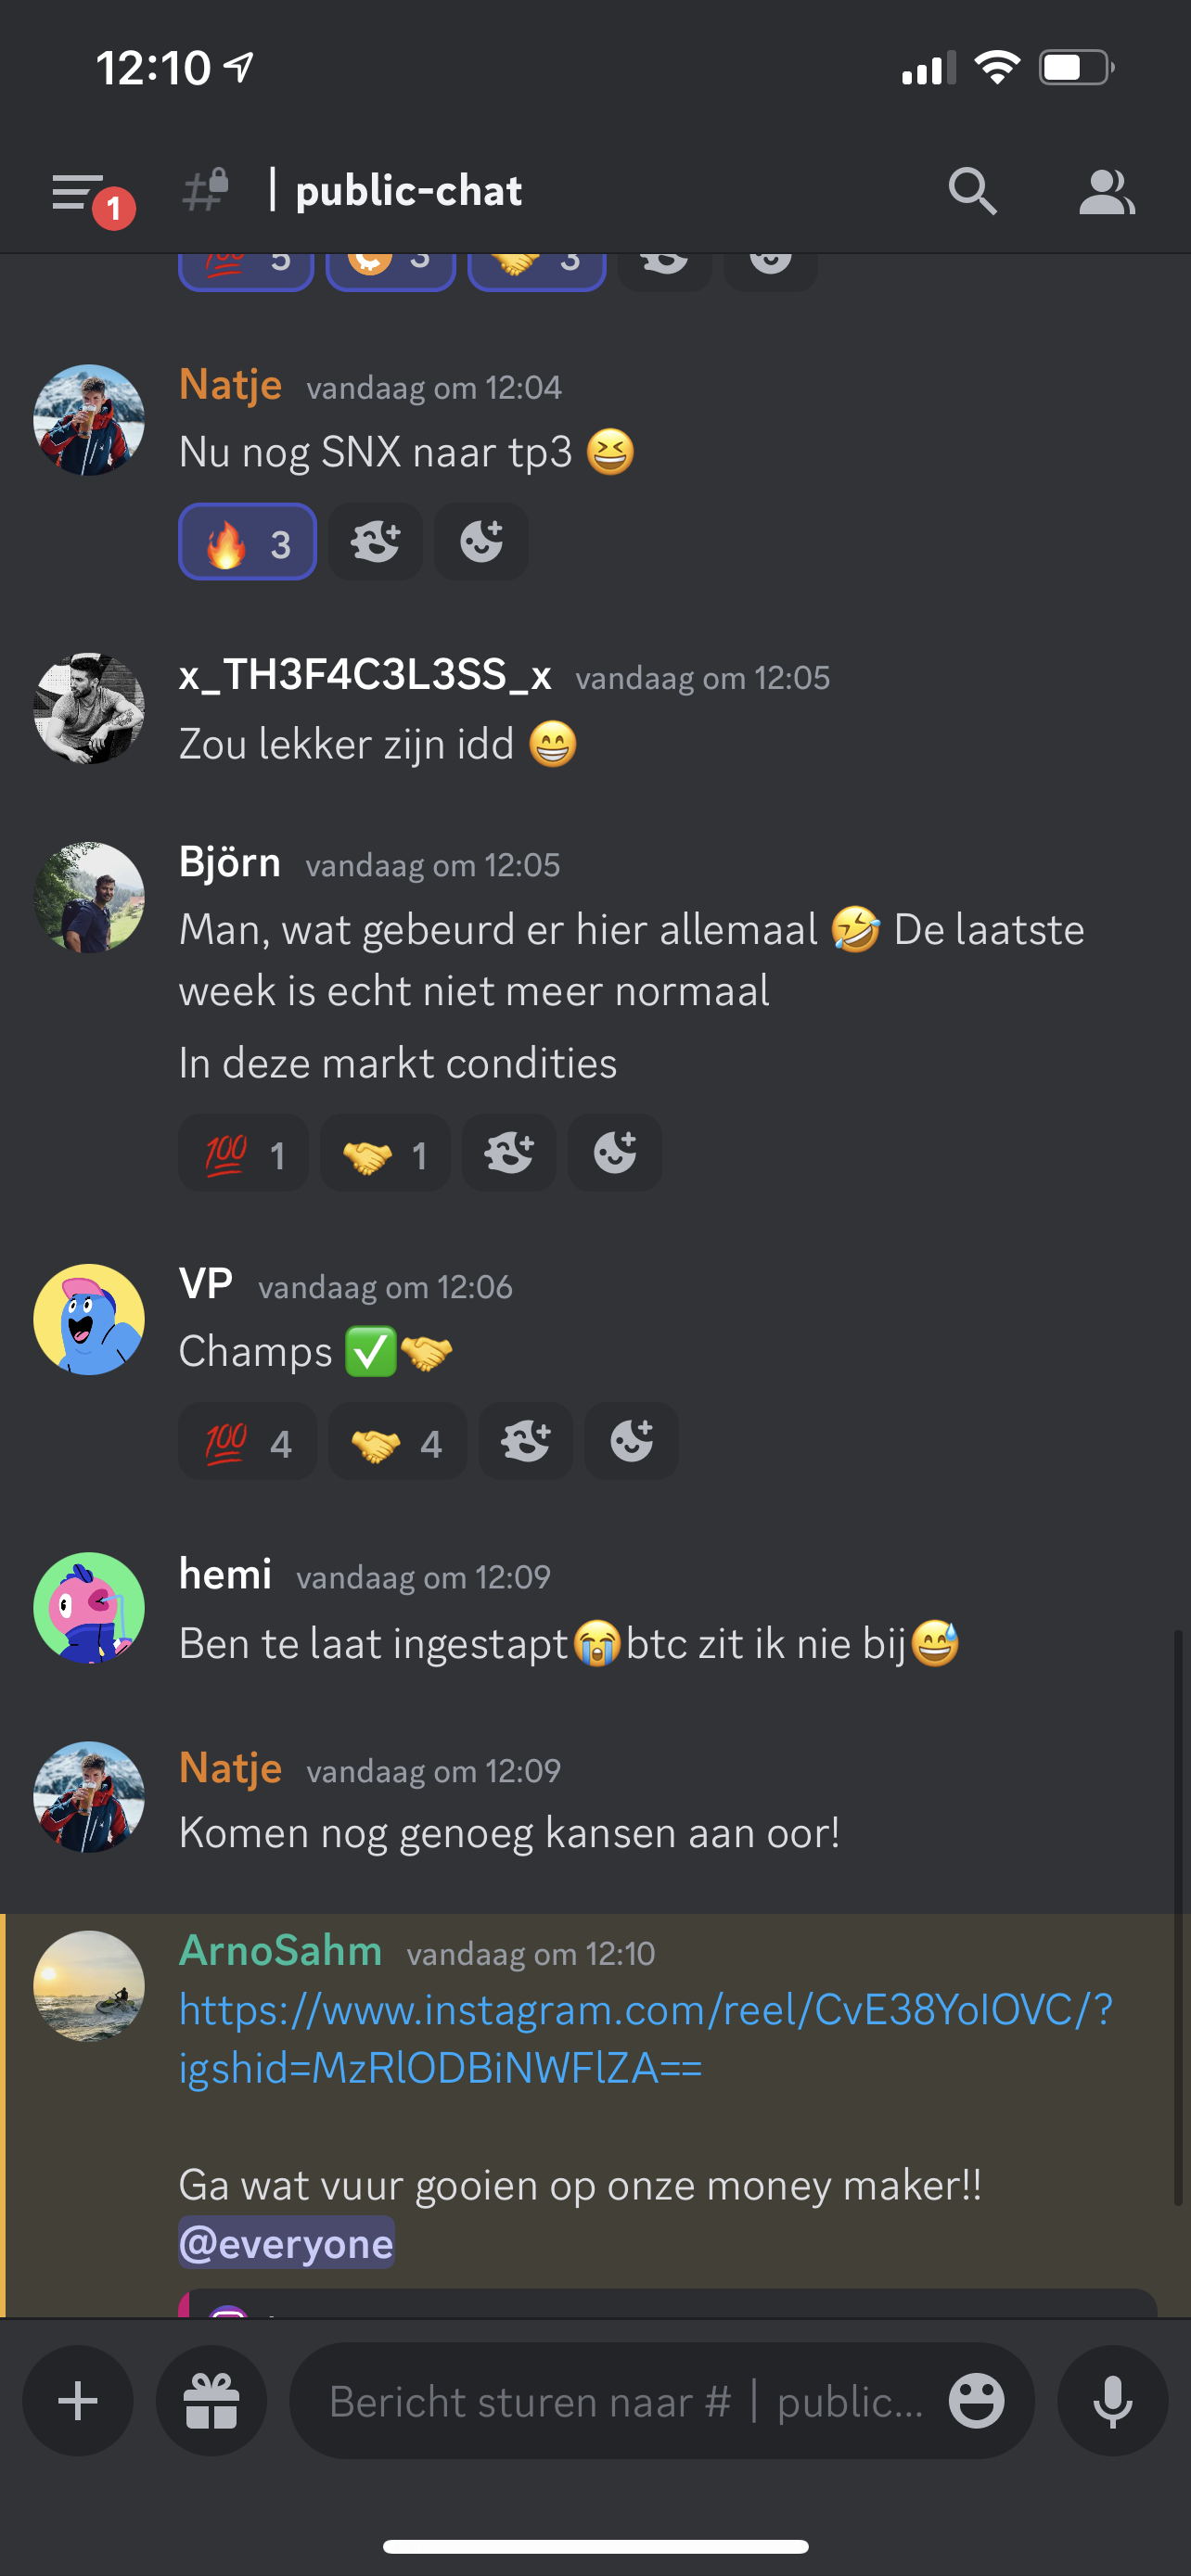 12:10
1
| public-chat
5
3
3
Natje vandaag om 12:04
Nu nog SNX naar tp3 😆
🔥 3
x_TH3F4C3L3SS_x vandaag om 12:05
Zou lekker zijn idd 😁
Björn vandaag om 12:05
Man, wat gebeurd er hier allemaal 🤣 De laatste
week is echt niet meer normaal
In deze markt condities
💯 1 🤝 1
VP vandaag om 12:06
Champs ✅🤝
💯 4 🤝 4
hemi vandaag om 12:09
Ben te laat ingestapt😭btc zit ik nie bij😅
Natje vandaag om 12:09
Komen nog genoeg kansen aan oor!
ArnoSahm vandaag om 12:10
https://www.instagram.com/reel/CvE38YoIOVC/?
igshid=MzRlODBiNWFlZA==
Ga wat vuur gooien op onze money maker!!
@everyone
Bericht sturen naar # | public...